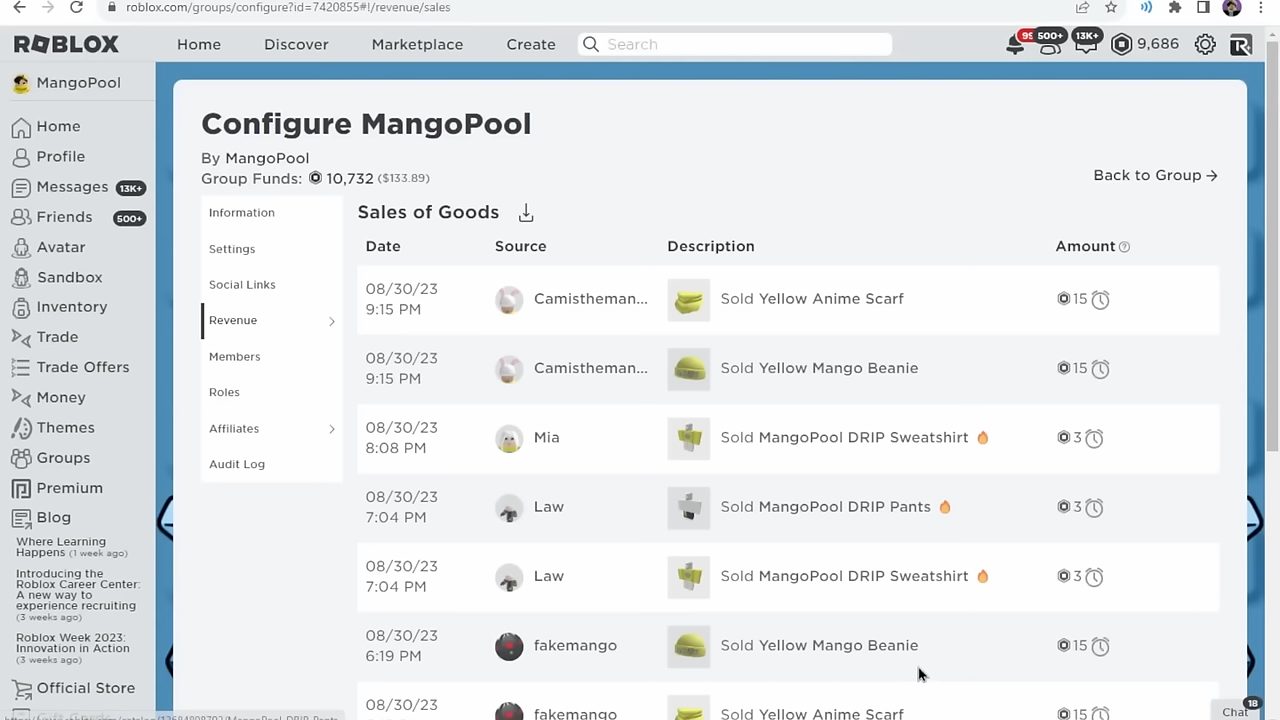 roblox.com/groups/configure?id=7420855#!/revenue/sales
ROBLOX
Home
Discover
Marketplace
Create
Search
500+
13K+
9,686
MangoPool
Home
Profile
Messages 13K+
Friends 500+
Avatar
Sandbox
Inventory
Trade
Trade Offers
Money
Themes
Groups
Premium
Blog
Where Learning
Happens (1 week ago)
Introducing the
Roblox Career Center:
A new way to
experience recruiting
(3 weeks ago)
Roblox Week 2023:
Innovation in Action
(3 weeks ago)
Official Store
Configure MangoPool
By MangoPool
Group Funds: 10,732 ($133.89)
Back to Group →
Information
Settings
Social Links
Revenue
Members
Roles
Affiliates
Audit Log
Sales of Goods
Date Source Description Amount
08/30/23
9:15 PM
Camistheman...
Sold Yellow Anime Scarf
15
08/30/23
9:15 PM
Camistheman...
Sold Yellow Mango Beanie
15
08/30/23
8:08 PM
Mia
Sold MangoPool DRIP Sweatshirt 🔥
3
08/30/23
7:04 PM
Law
Sold MangoPool DRIP Pants 🔥
3
08/30/23
7:04 PM
Law
Sold MangoPool DRIP Sweatshirt 🔥
3
08/30/23
6:19 PM
fakemango
Sold Yellow Mango Beanie
15
08/30/23
fakemango
Sold Yellow Anime Scarf
15
Chat
18